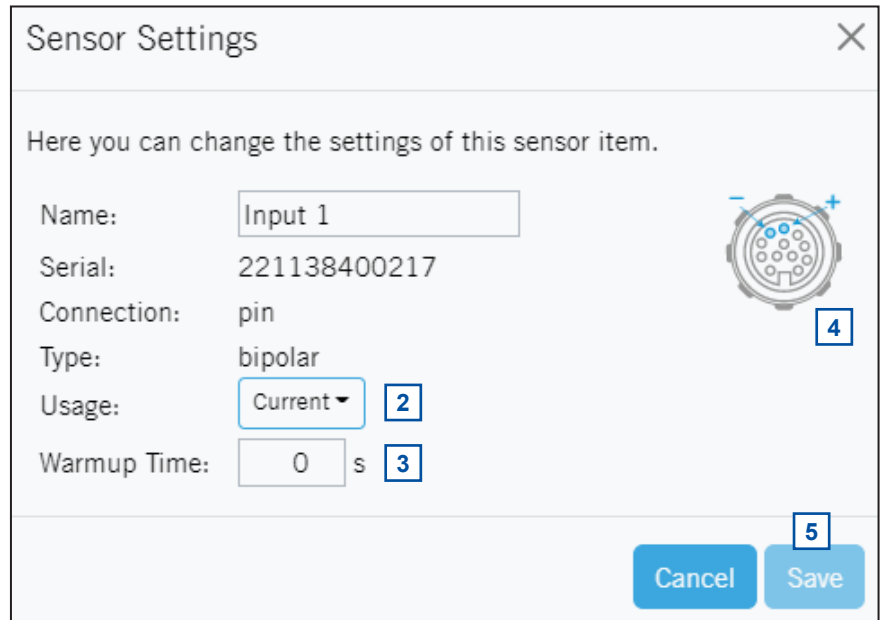 Sensor Settings
Here you can change the settings of this sensor item.
Name: Input 1
Serial: 221138400217
Connection: pin
Type: bipolar
Usage: Current 2
Warmup Time: 0 s 3
− +
4
5
Cancel Save